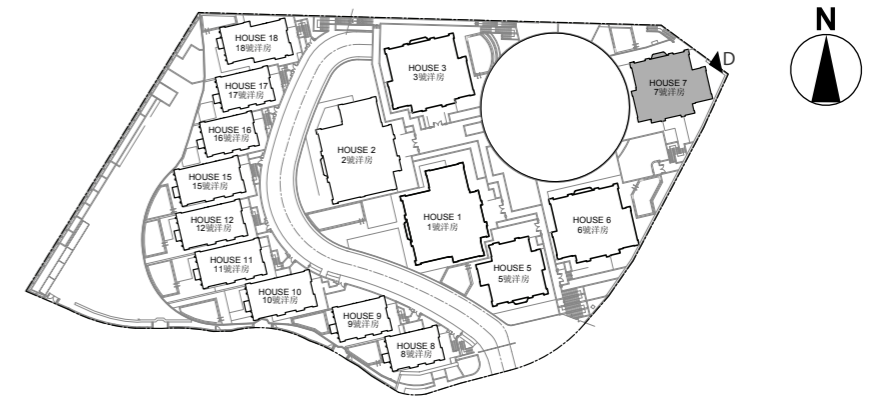 N
D
HOUSE 18
18號洋房
HOUSE 17
17號洋房
HOUSE 16
16號洋房
HOUSE 15
15號洋房
HOUSE 12
12號洋房
HOUSE 11
11號洋房
HOUSE 10
10號洋房
HOUSE 9
9號洋房
HOUSE 8
8號洋房
HOUSE 3
3號洋房
HOUSE 2
2號洋房
HOUSE 1
1號洋房
HOUSE 5
5號洋房
HOUSE 6
6號洋房
HOUSE 7
7號洋房